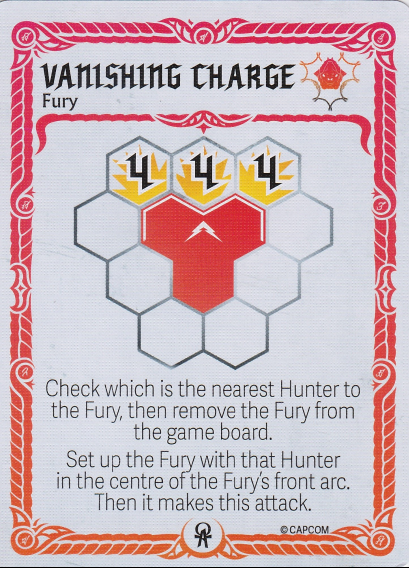 VANISHING CHARGE
Fury
4 4 4
Check which is the nearest Hunter to
the Fury, then remove the Fury from
the game board.
Set up the Fury with that Hunter
in the centre of the Fury's front arc.
Then it makes this attack.
© CAPCOM